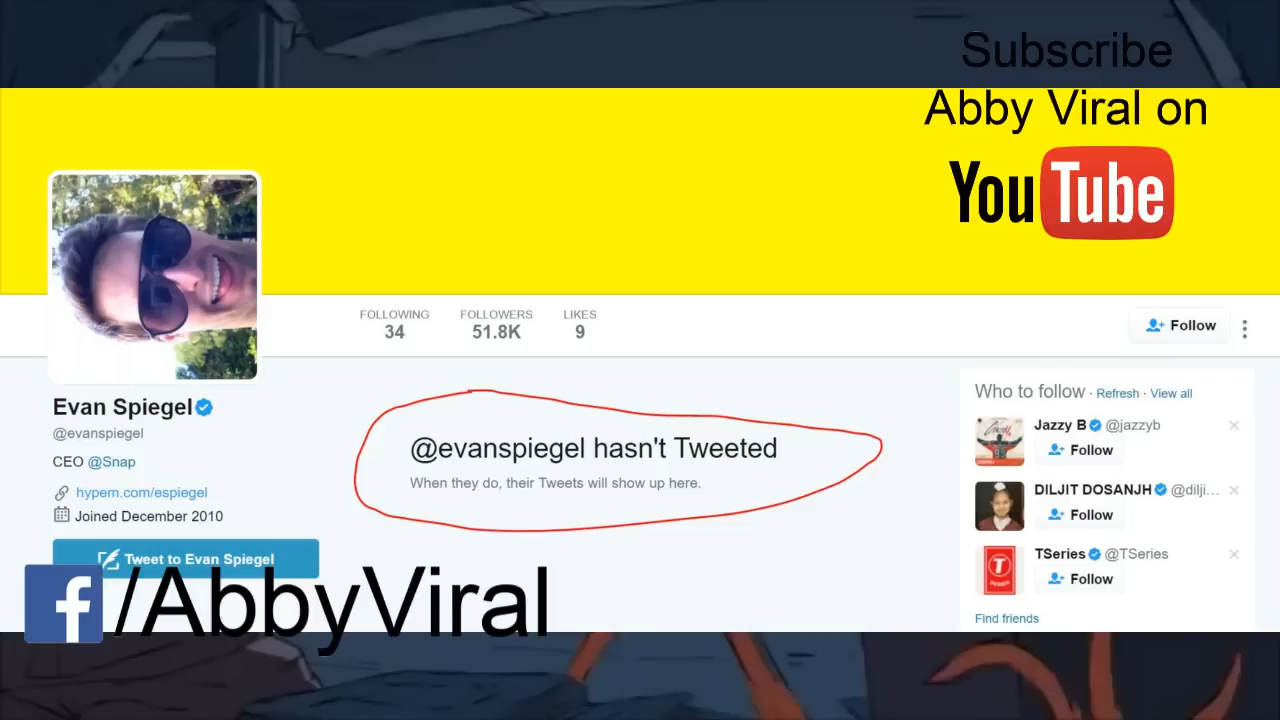 Subscribe
Abby Viral on
YouTube
FOLLOWING
34
FOLLOWERS
51.8K
LIKES
9
Follow
Evan Spiegel
@evanspiegel
CEO @Snap
hypem.com/espiegel
Joined December 2010
Tweet to Evan Spiegel
@evanspiegel hasn't Tweeted
When they do, their Tweets will show up here.
Who to follow · Refresh · View all
Jazzy B @jazzyb
Follow
DILJIT DOSANJH @dilji...
Follow
TSeries @TSeries
Follow
Find friends
f/AbbyViral